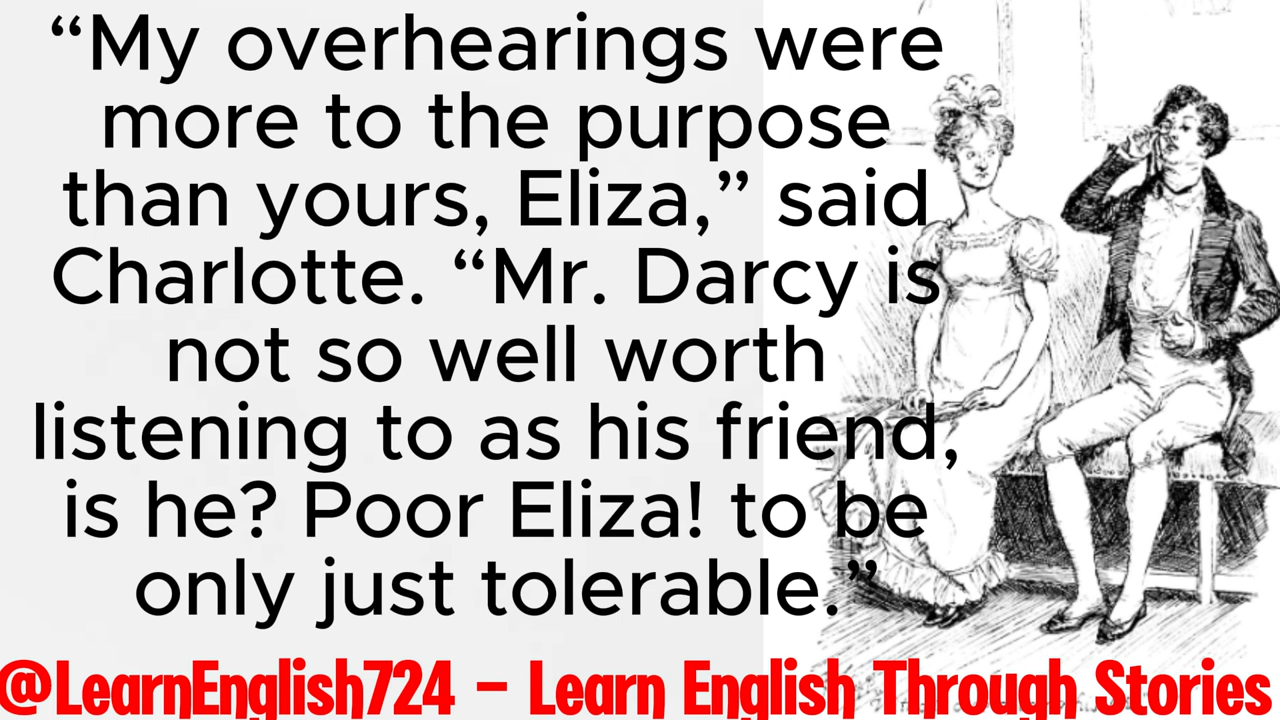 “My overhearings were
more to the purpose
than yours, Eliza,” said
Charlotte. “Mr. Darcy is
not so well worth
listening to as his friend,
is he? Poor Eliza! to be
only just tolerable.”
@LearnEnglish724 – Learn English Through Stories